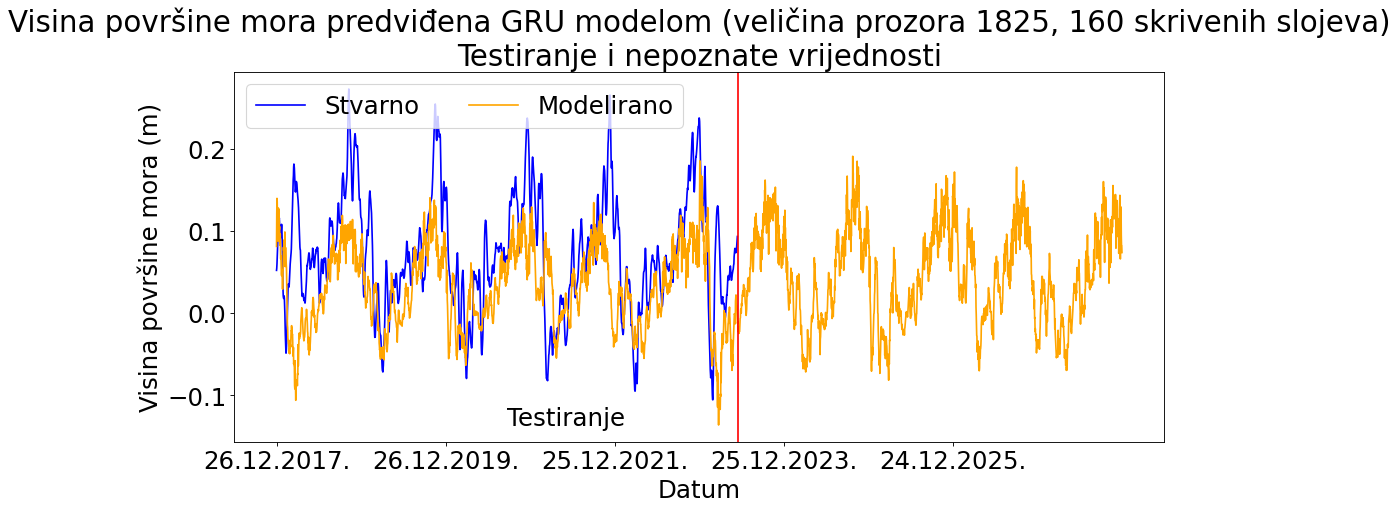 Visina površine mora predviđena GRU modelom (veličina prozora 1825, 160 skrivenih slojeva)
Testiranje i nepoznate vrijednosti
Stvarno
Modelirano
Visina površine mora (m)
0.2
0.1
0.0
−0.1
Testiranje
26.12.2017.
26.12.2019.
25.12.2021.
25.12.2023.
24.12.2025.
Datum